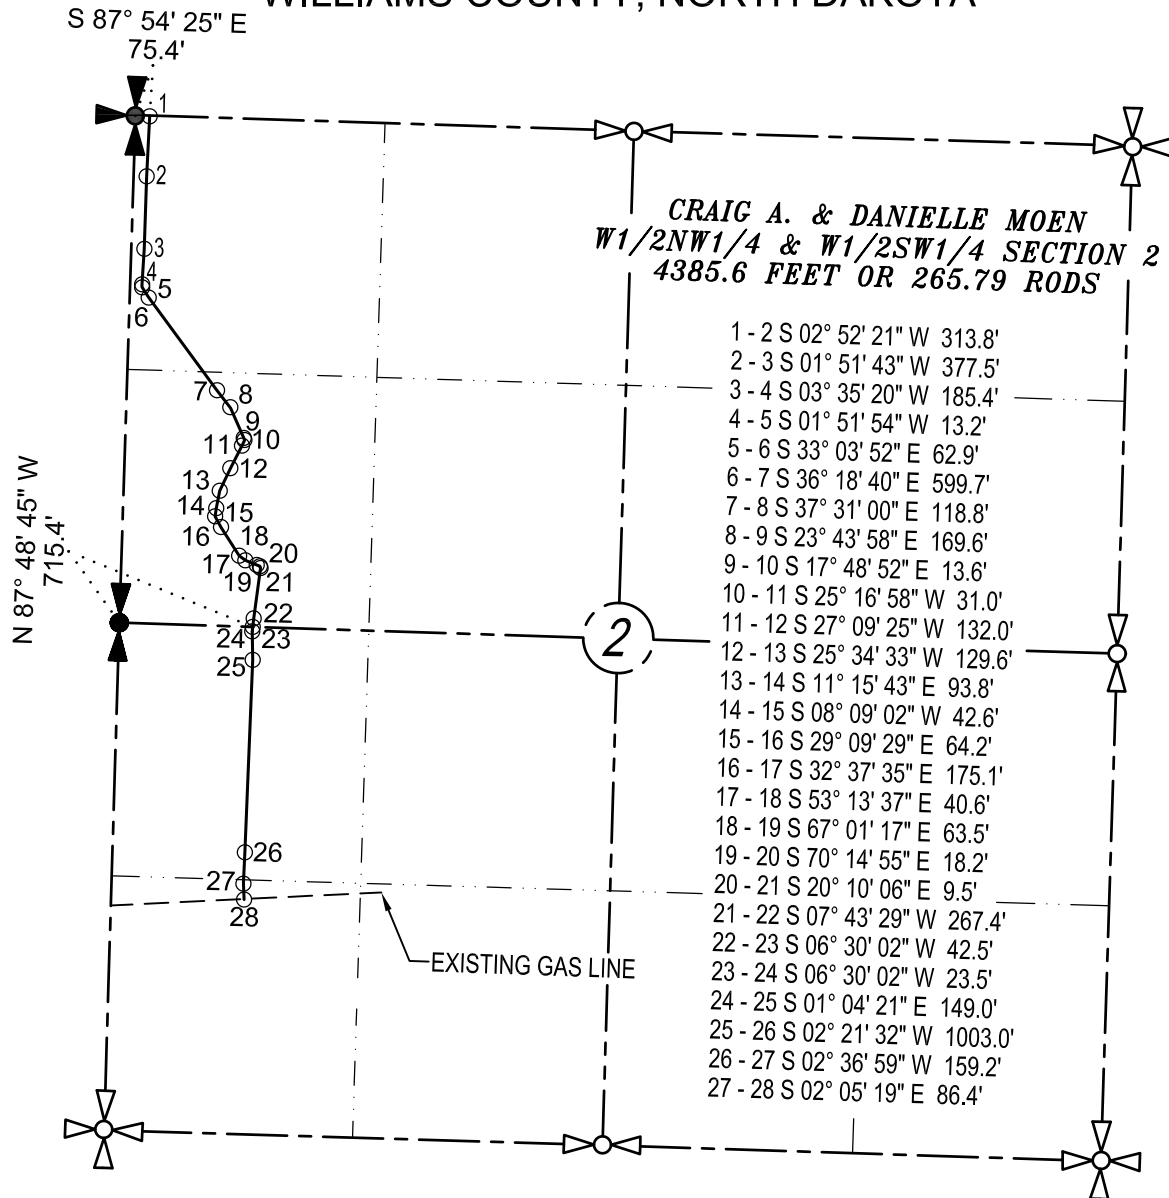 WILLIAMS COUNTY, NORTH DAKOTA
S 87° 54' 25" E
75.4'
1
2
3
4
5
6
CRAIG A. & DANIELLE MOEN
W1/2NW1/4 & W1/2SW1/4 SECTION 2
4385.6 FEET OR 265.79 RODS
1 - 2 S 02° 52' 21" W 313.8'
2 - 3 S 01° 51' 43" W 377.5'
3 - 4 S 03° 35' 20" W 185.4'
4 - 5 S 01° 51' 54" W 13.2'
5 - 6 S 33° 03' 52" E 62.9'
6 - 7 S 36° 18' 40" E 599.7'
7 - 8 S 37° 31' 00" E 118.8'
8 - 9 S 23° 43' 58" E 169.6'
9 - 10 S 17° 48' 52" E 13.6'
10 - 11 S 25° 16' 58" W 31.0'
11 - 12 S 27° 09' 25" W 132.0'
12 - 13 S 25° 34' 33" W 129.6'
13 - 14 S 11° 15' 43" E 93.8'
14 - 15 S 08° 09' 02" W 42.6'
15 - 16 S 29° 09' 29" E 64.2'
16 - 17 S 32° 37' 35" E 175.1'
17 - 18 S 53° 13' 37" E 40.6'
18 - 19 S 67° 01' 17" E 63.5'
19 - 20 S 70° 14' 55" E 18.2'
20 - 21 S 20° 10' 06" E 9.5'
21 - 22 S 07° 43' 29" W 267.4'
22 - 23 S 06° 30' 02" W 42.5'
23 - 24 S 06° 30' 02" W 23.5'
24 - 25 S 01° 04' 21" E 149.0'
25 - 26 S 02° 21' 32" W 1003.0'
26 - 27 S 02° 36' 59" W 159.2'
27 - 28 S 02° 05' 19" E 86.4'
7
8
9
10
11
12
13
14
15
16
17
18
19
20
21
22
23
24
25
N 87° 48' 45" W
715.4'
2
26
27
28
EXISTING GAS LINE